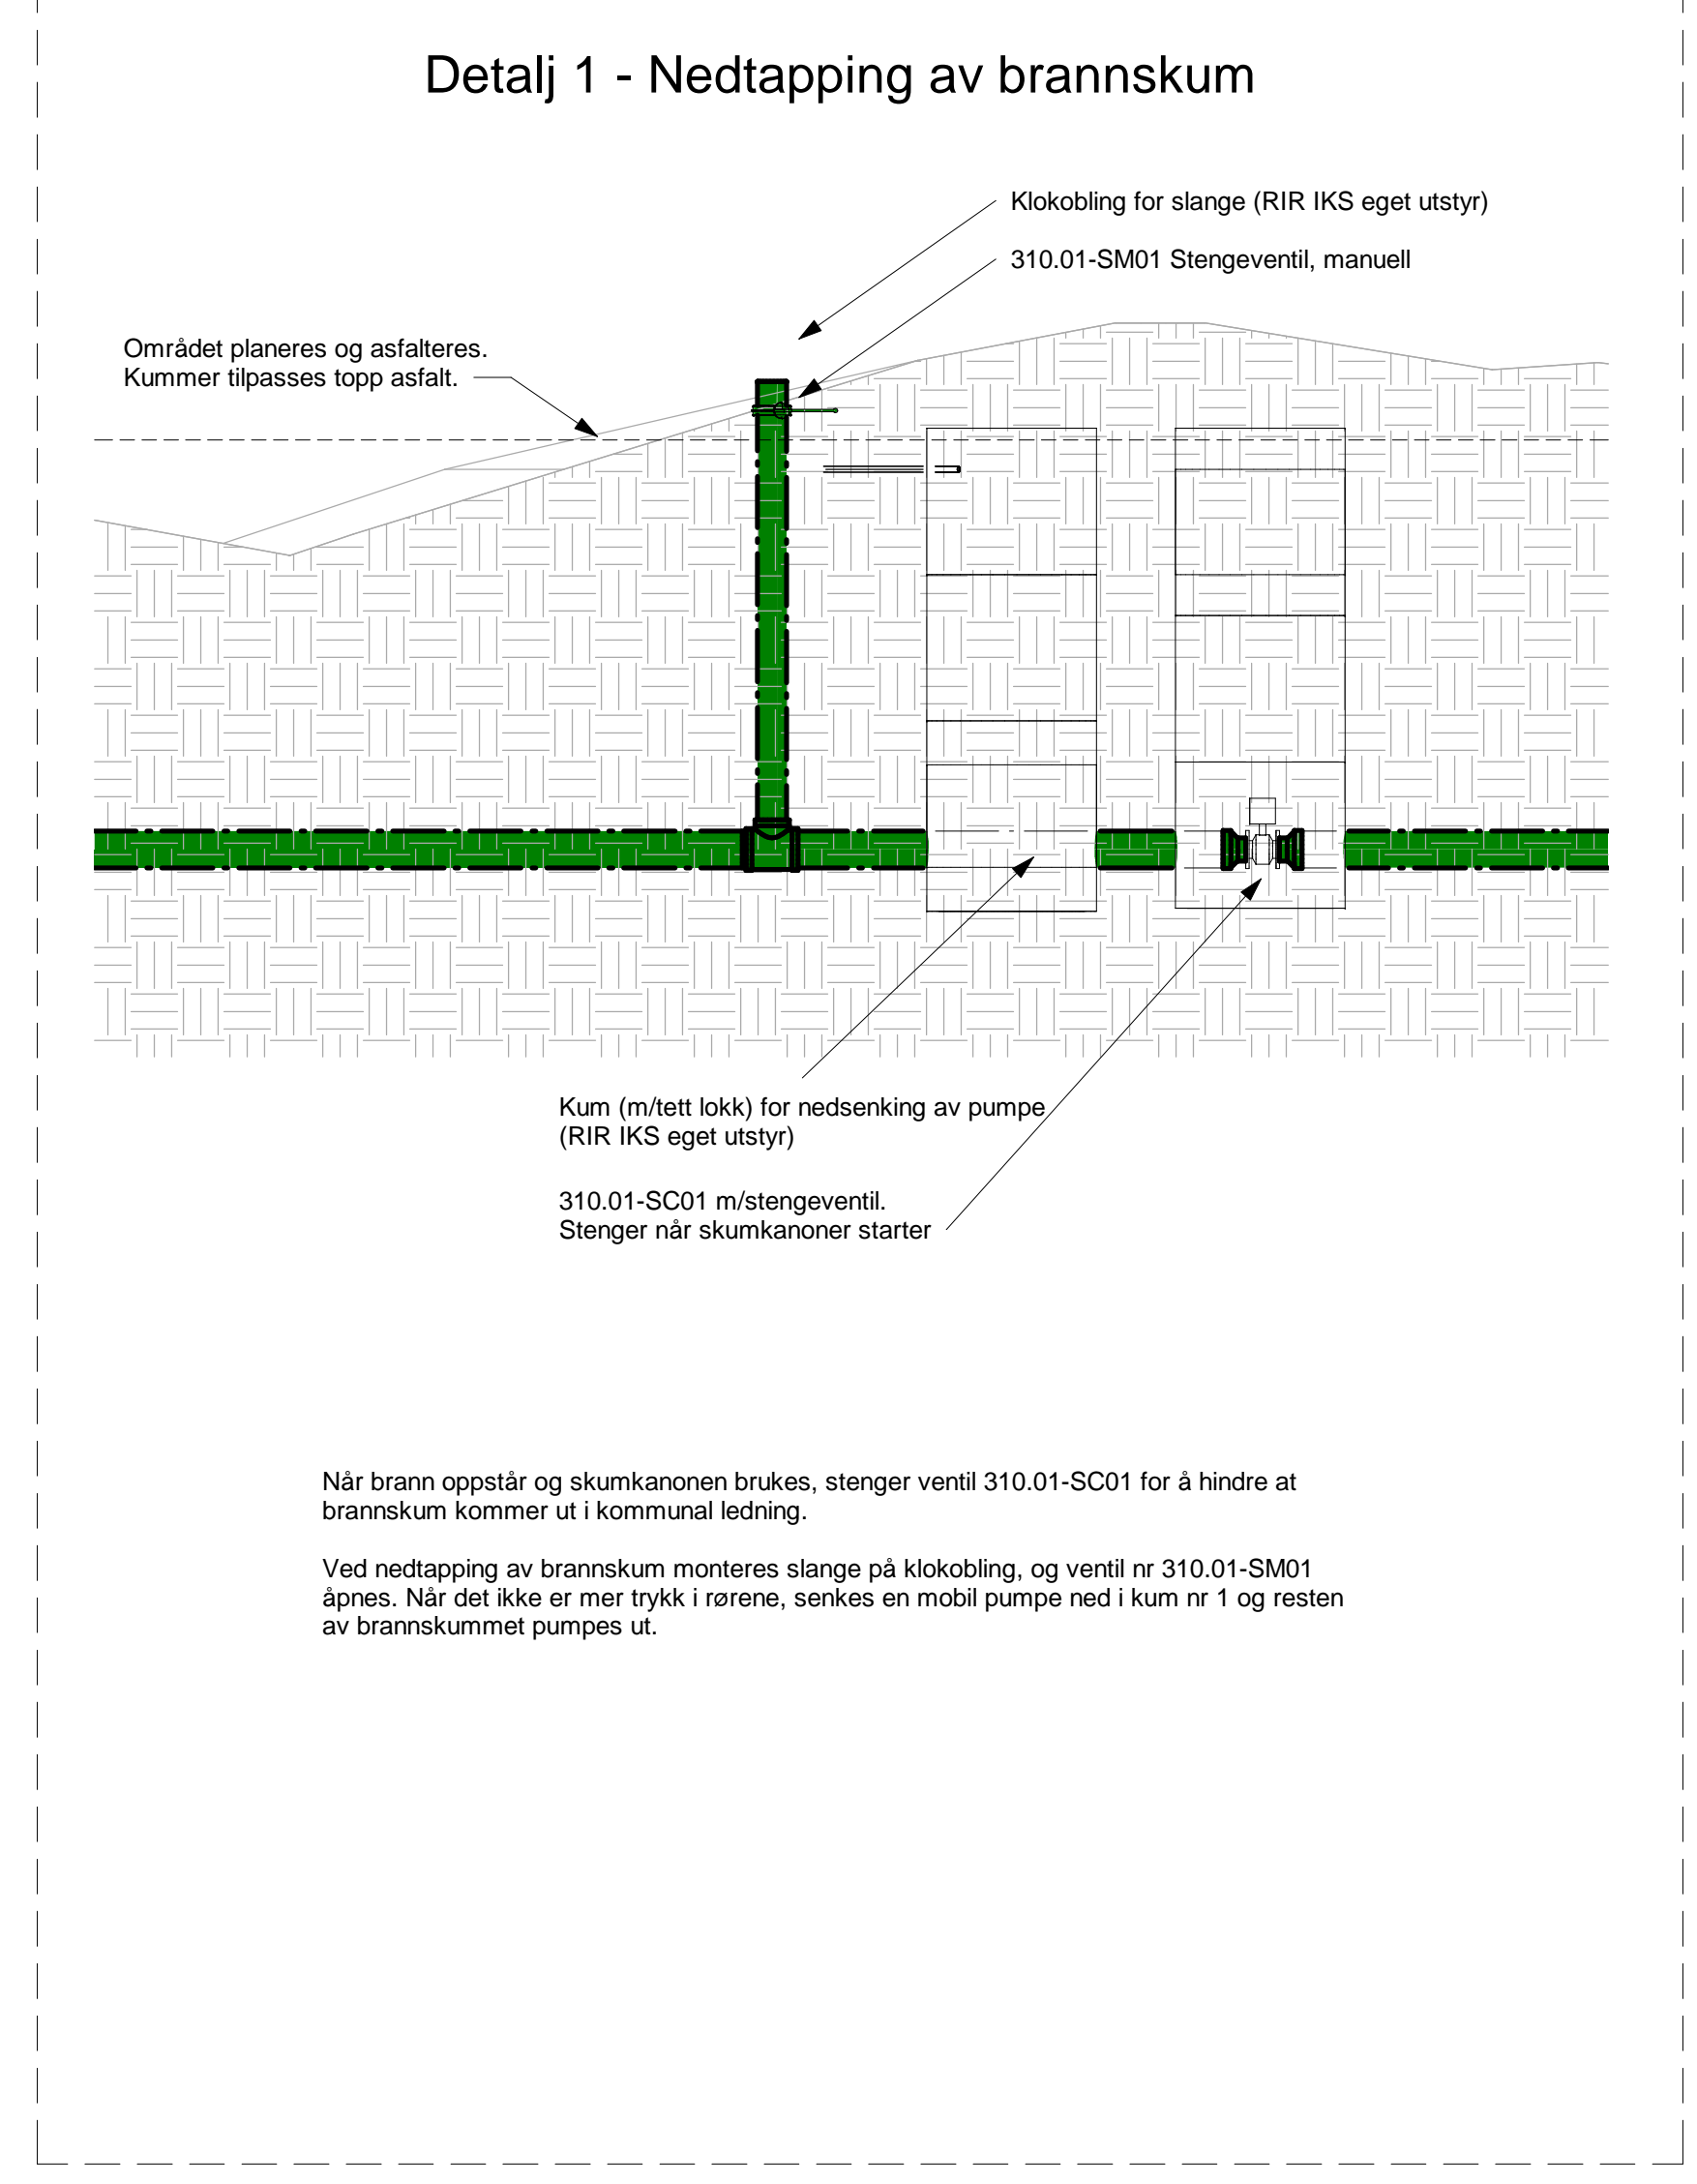 Detalj 1 - Nedtapping av brannskum
Klokobling for slange (RIR IKS eget utstyr)
310.01-SM01 Stengeventil, manuell
Området planeres og asfalteres.
Kummer tilpasses topp asfalt.
Kum (m/tett lokk) for nedsenking av pumpe
(RIR IKS eget utstyr)
310.01-SC01 m/stengeventil.
Stenger når skumkanoner starter
Når brann oppstår og skumkanonen brukes, stenger ventil 310.01-SC01 for å hindre at
brannskum kommer ut i kommunal ledning.
Ved nedtapping av brannskum monteres slange på klokobling, og ventil nr 310.01-SM01
åpnes. Når det ikke er mer trykk i rørene, senkes en mobil pumpe ned i kum nr 1 og resten
av brannskummet pumpes ut.